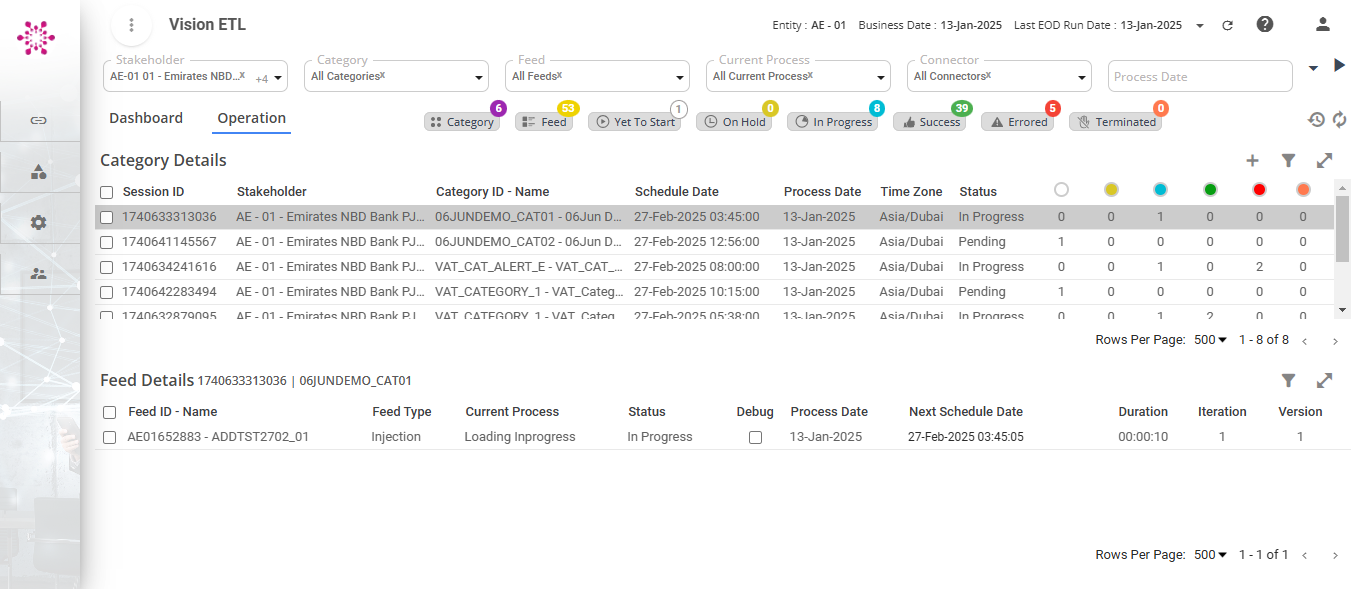 Vision ETL
Entity : AE - 01 Business Date : 13-Jan-2025 Last EOD Run Date : 13-Jan-2025
Stakeholder Category Feed Current Process Connector
AE-01 01 - Emirates NBD...x +4 All Categoriesx All Feedsx All Current Processx All Connectorsx Process Date
Dashboard Operation
6 53 1 0 8 39 5 0
Category Feed Yet To Start On Hold In Progress Success Errored Terminated
Category Details
Session ID Stakeholder Category ID - Name Schedule Date Process Date Time Zone Status
1740633313036 AE - 01 - Emirates NBD Bank PJ... 06JUNDEMO_CAT01 - 06Jun D... 27-Feb-2025 03:45:00 13-Jan-2025 Asia/Dubai In Progress 0 0 1 0 0 0
1740641145567 AE - 01 - Emirates NBD Bank PJ... 06JUNDEMO_CAT02 - 06Jun D... 27-Feb-2025 12:56:00 13-Jan-2025 Asia/Dubai Pending 1 0 0 0 0 0
1740634241616 AE - 01 - Emirates NBD Bank PJ... VAT_CAT_ALERT_E - VAT_CAT_... 27-Feb-2025 08:00:00 13-Jan-2025 Asia/Dubai In Progress 0 0 1 0 2 0
1740642283494 AE - 01 - Emirates NBD Bank PJ... VAT_CATEGORY_1 - VAT_Categ... 27-Feb-2025 10:15:00 13-Jan-2025 Asia/Dubai Pending 1 0 0 0 0 0
1740632879095 AE - 01 - Emirates NBD Bank PJ... VAT_CATEGORY_1 - VAT_Categ... 27-Feb-2025 05:38:00 13-Jan-2025 Asia/Dubai In Progress 0 0 1 2 0 0
Rows Per Page: 500 1 - 8 of 8
Feed Details 1740633313036 | 06JUNDEMO_CAT01
Feed ID - Name Feed Type Current Process Status Debug Process Date Next Schedule Date Duration Iteration Version
AE01652883 - ADDTST2702_01 Injection Loading Inprogress In Progress 13-Jan-2025 27-Feb-2025 03:45:05 00:00:10 1 1
Rows Per Page: 500 1 - 1 of 1